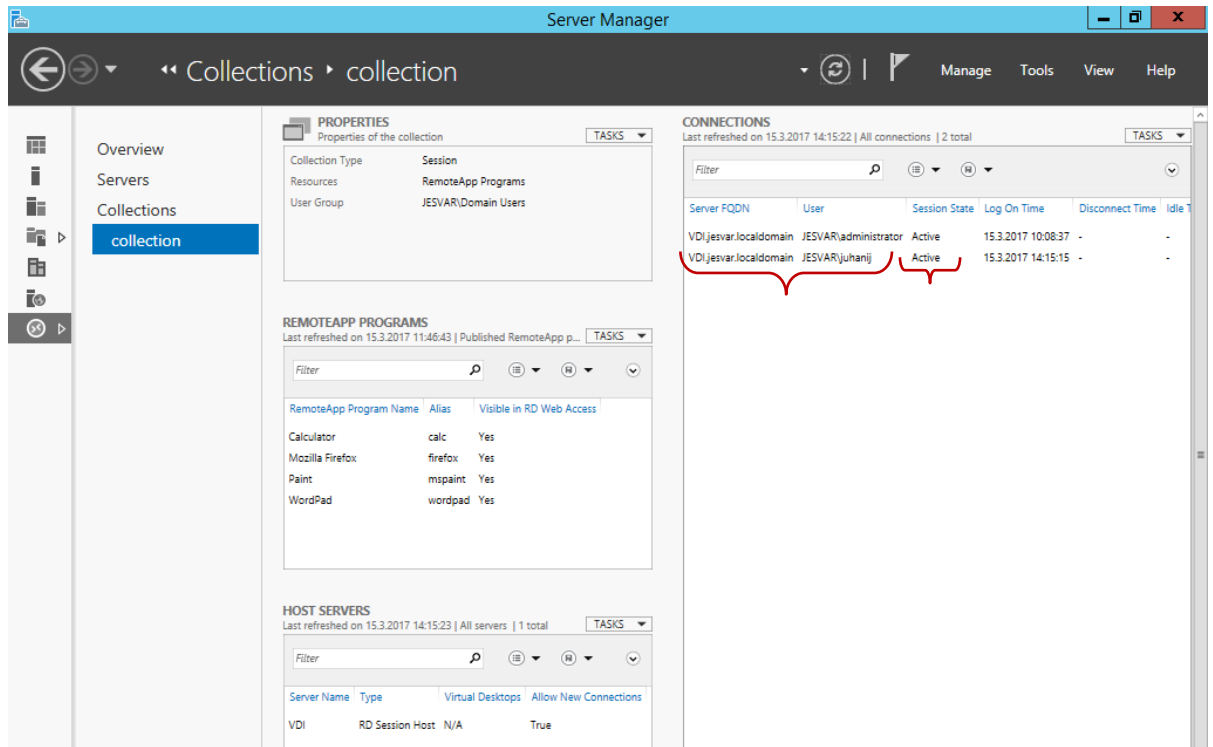 Server Manager
Collections collection
Manage Tools View Help
Overview
Servers
Collections
collection
PROPERTIES
Properties of the collection
TASKS
Collection Type Session
Resources RemoteApp Programs
User Group JESVAR\Domain Users
REMOTEAPP PROGRAMS
Last refreshed on 15.3.2017 11:46:43 | Published RemoteApp p...
TASKS
Filter
RemoteApp Program Name Alias Visible in RD Web Access
Calculator calc Yes
Mozilla Firefox firefox Yes
Paint mspaint Yes
WordPad wordpad Yes
HOST SERVERS
Last refreshed on 15.3.2017 14:15:23 | All servers | 1 total
TASKS
Filter
Server Name Type Virtual Desktops Allow New Connections
VDI RD Session Host N/A True
CONNECTIONS
Last refreshed on 15.3.2017 14:15:22 | All connections | 2 total
TASKS
Filter
Server FQDN User Session State Log On Time Disconnect Time Idle T
VDI.jesvar.localdomain JESVAR\administrator Active 15.3.2017 10:08:37 - -
VDI.jesvar.localdomain JESVAR\juhanij Active 15.3.2017 14:15:15 - -